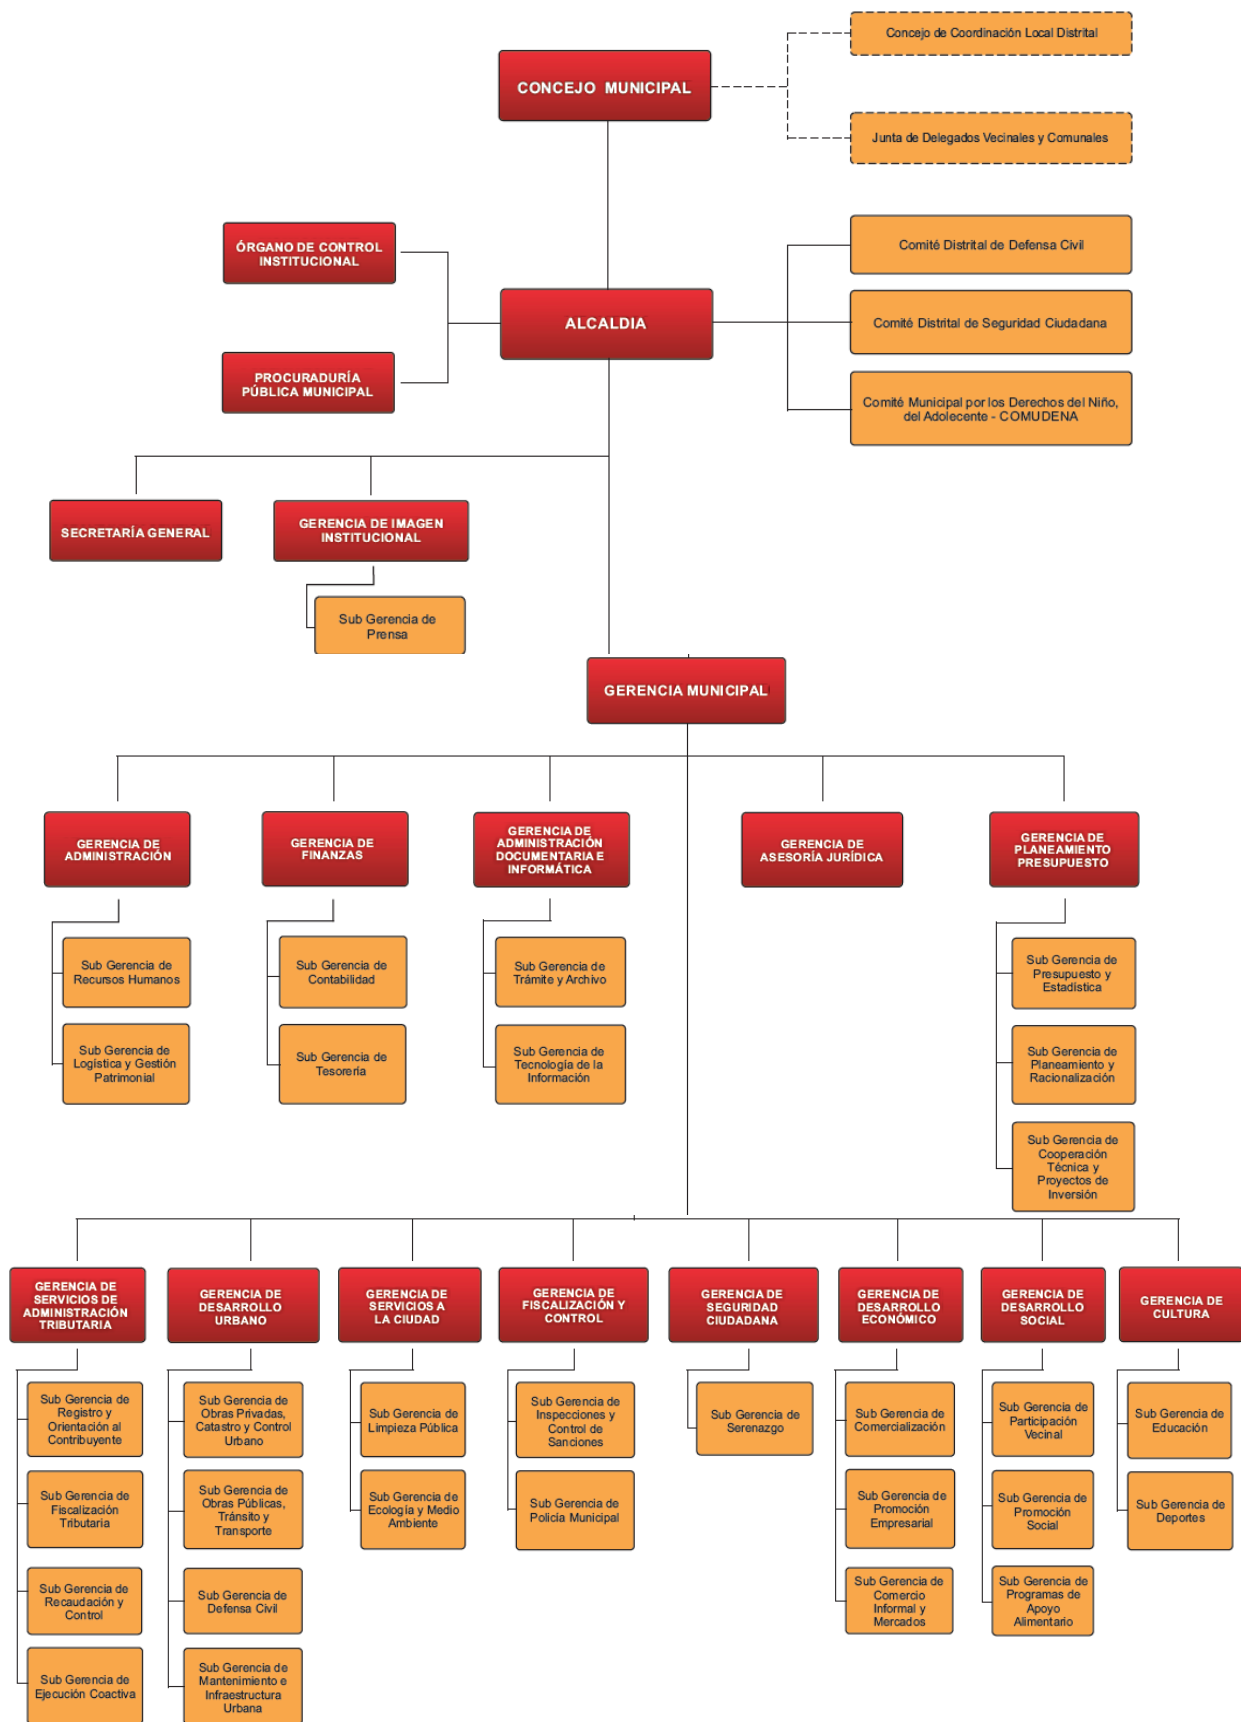 Concejo de Coordinación Local Distrital
CONCEJO MUNICIPAL
Junta de Delegados Vecinales y Comunales
ÓRGANO DE CONTROL
INSTITUCIONAL
Comité Distrital de Defensa Civil
ALCALDIA
Comité Distrital de Seguridad Ciudadana
PROCURADURÍA
PÚBLICA MUNICIPAL
Comité Municipal por los Derechos del Niño,
del Adolecente - COMUDENA
SECRETARÍA GENERAL
GERENCIA DE IMAGEN
INSTITUCIONAL
Sub Gerencia de
Prensa
GERENCIA MUNICIPAL
GERENCIA DE
ADMINISTRACIÓN
GERENCIA DE
FINANZAS
GERENCIA DE
ADMINISTRACIÓN
DOCUMENTARIA E
INFORMÁTICA
GERENCIA DE
ASESORÍA JURÍDICA
GERENCIA DE
PLANEAMIENTO
PRESUPUESTO
Sub Gerencia de
Recursos Humanos
Sub Gerencia de
Contabilidad
Sub Gerencia de
Trámite y Archivo
Sub Gerencia de
Presupuesto y
Estadística
Sub Gerencia de
Logística y Gestión
Patrimonial
Sub Gerencia de
Tesorería
Sub Gerencia de
Tecnología de la
Información
Sub Gerencia de
Planeamiento y
Racionalización
Sub Gerencia de
Cooperación
Técnica y
Proyectos de
Inversión
GERENCIA DE
SERVICIOS DE
ADMINISTRACIÓN
TRIBUTARIA
GERENCIA DE
DESARROLLO
URBANO
GERENCIA DE
SERVICIOS A
LA CIUDAD
GERENCIA DE
FISCALIZACIÓN Y
CONTROL
GERENCIA DE
SEGURIDAD
CIUDADANA
GERENCIA DE
DESARROLLO
ECONÓMICO
GERENCIA DE
DESARROLLO
SOCIAL
GERENCIA DE
CULTURA
Sub Gerencia de
Registro y
Orientación al
Contribuyente
Sub Gerencia de
Obras Privadas,
Catastro y Control
Urbano
Sub Gerencia de
Limpieza Pública
Sub Gerencia de
Inspecciones y
Control de
Sanciones
Sub Gerencia de
Serenazgo
Sub Gerencia de
Comercialización
Sub Gerencia de
Participación
Vecinal
Sub Gerencia de
Educación
Sub Gerencia de
Fiscalización
Tributaria
Sub Gerencia de
Obras Públicas,
Tránsito y
Transporte
Sub Gerencia de
Ecología y Medio
Ambiente
Sub Gerencia de
Policía Municipal
Sub Gerencia de
Promoción
Empresarial
Sub Gerencia de
Promoción
Social
Sub Gerencia de
Deportes
Sub Gerencia de
Recaudación y
Control
Sub Gerencia de
Defensa Civil
Sub Gerencia de
Comercio
Informal y
Mercados
Sub Gerencia de
Programas de
Apoyo
Alimentario
Sub Gerencia de
Ejecución Coactiva
Sub Gerencia de
Mantenimiento e
Infraestructura
Urbana